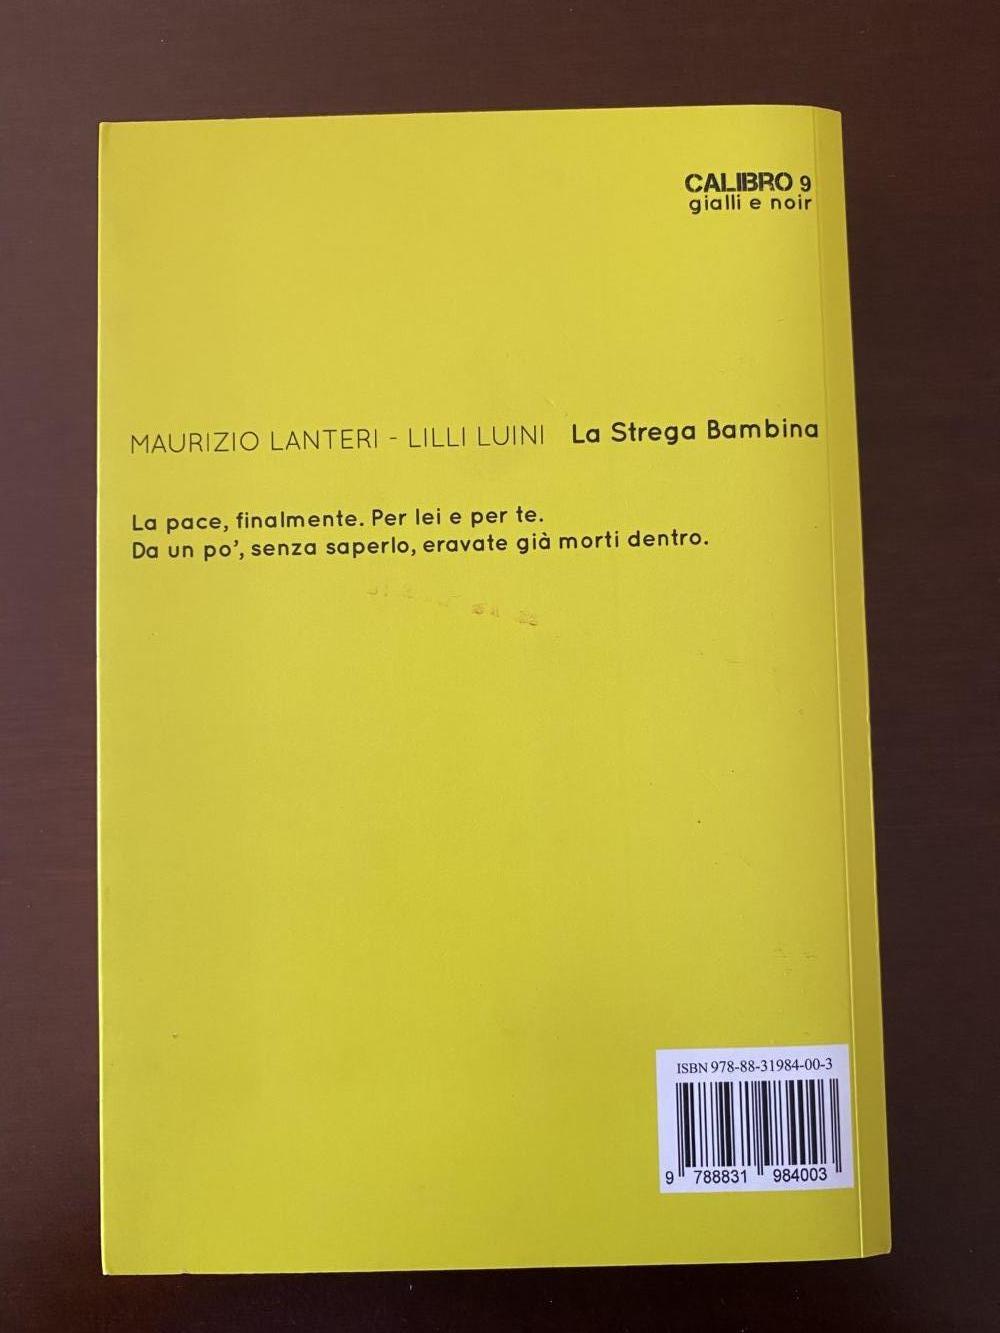 CALIBRO 9
gialli e noir
MAURIZIO LANTERI - LILLI LUINI La Strega Bambina
La pace, finalmente. Per lei e per te.
Da un po', senza saperlo, eravate già morti dentro.
ISBN 978-88-31984-00-3
9 788831 984003